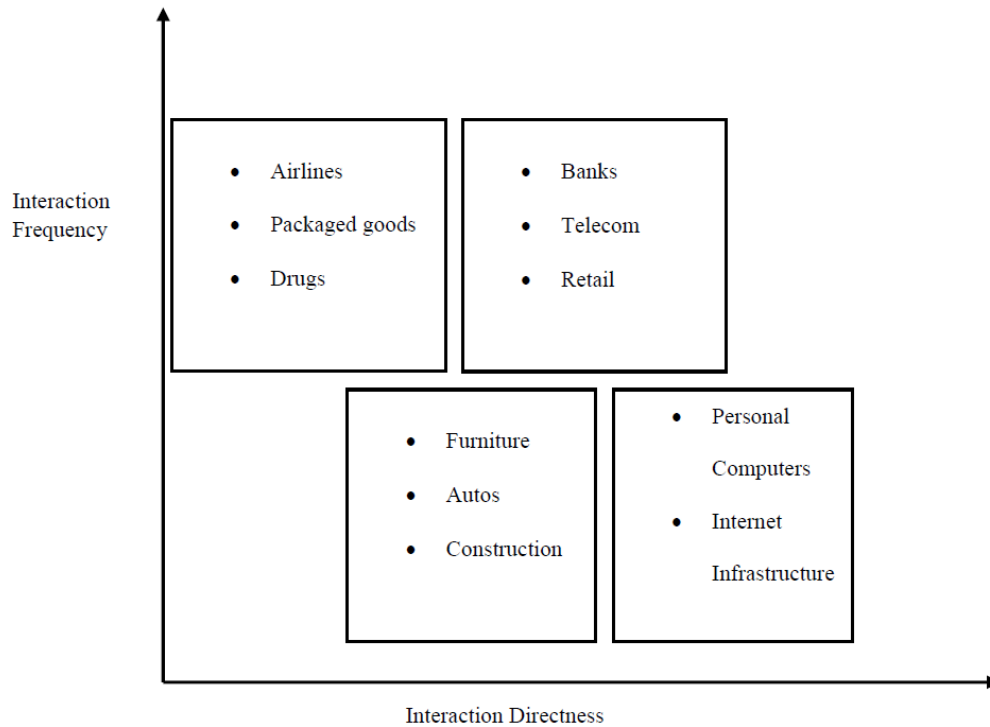 Interaction
Frequency
• Airlines
• Packaged goods
• Drugs
• Banks
• Telecom
• Retail
• Furniture
• Autos
• Construction
• Personal
Computers
• Internet
Infrastructure
Interaction Directness